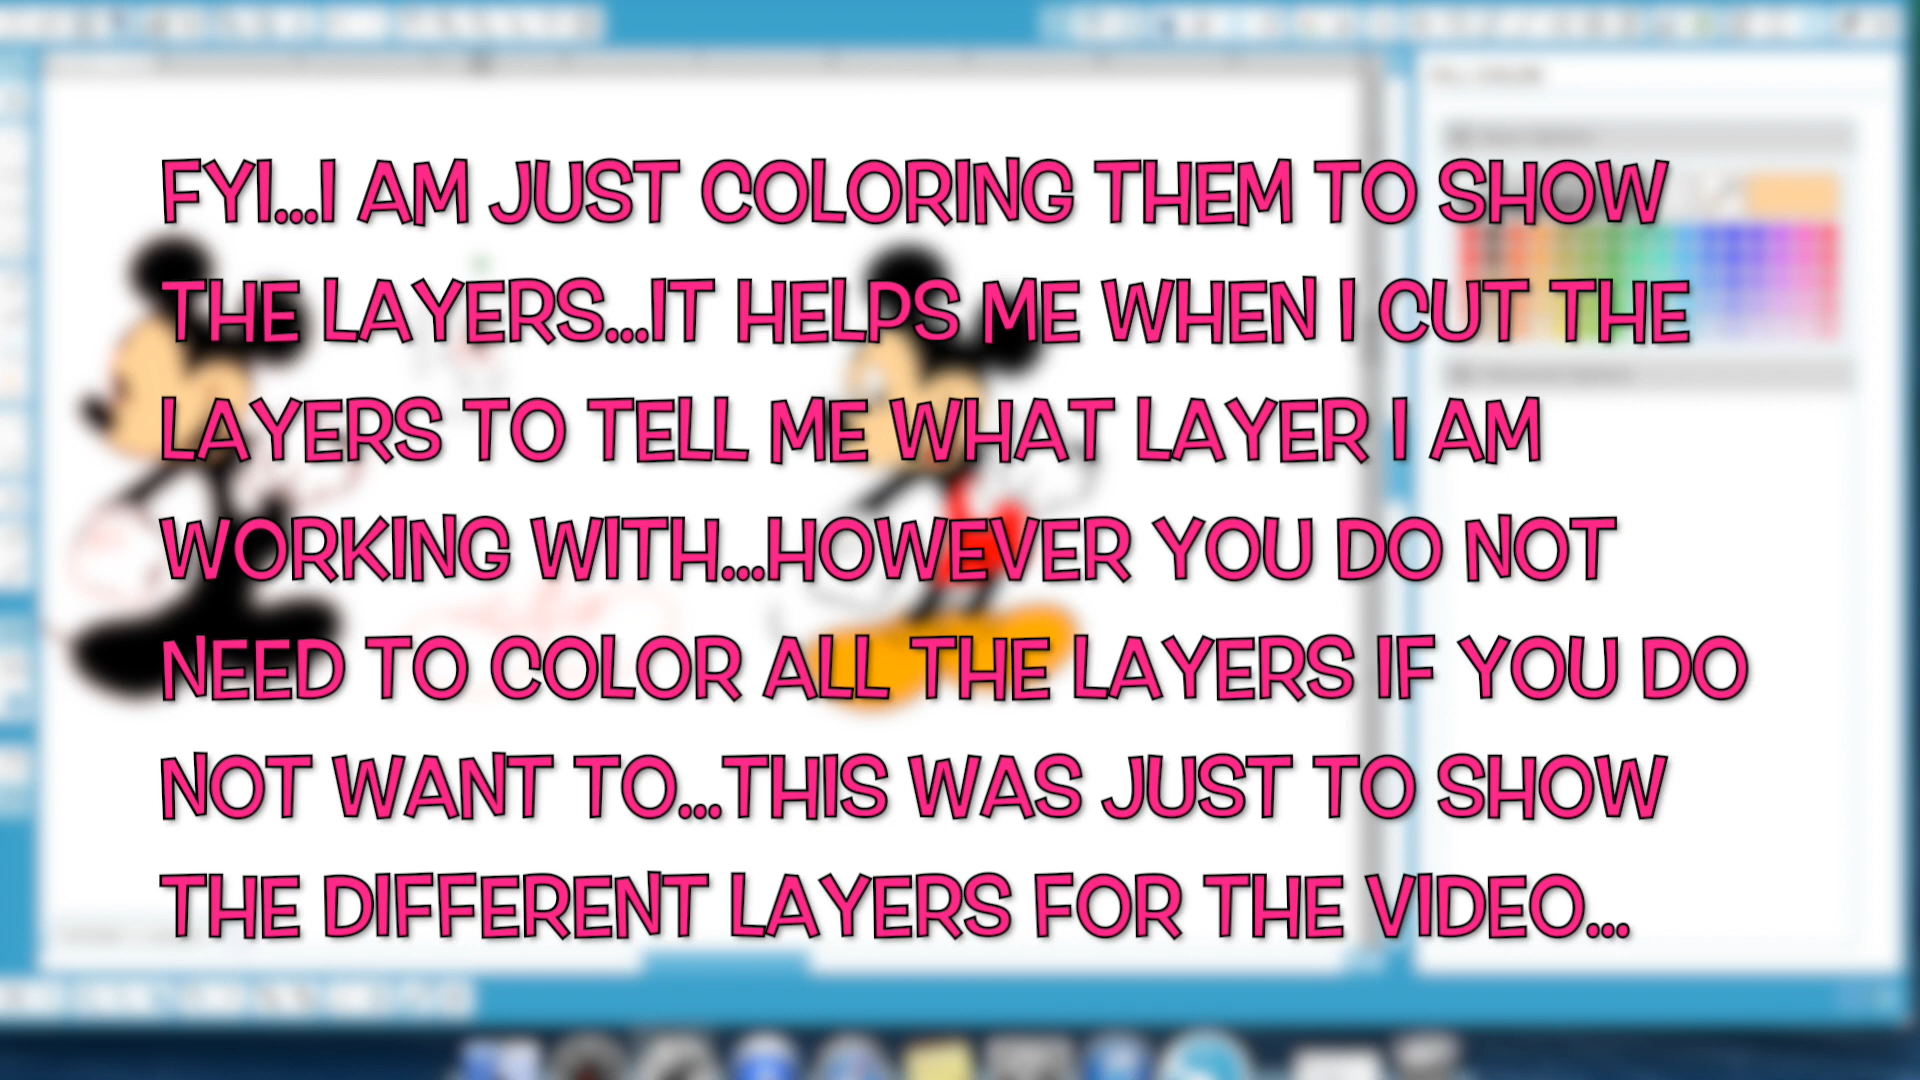 FYI...I AM JUST COLORING THEM TO SHOW
THE LAYERS...IT HELPS ME WHEN I CUT THE
LAYERS TO TELL ME WHAT LAYER I AM
WORKING WITH...HOWEVER YOU DO NOT
NEED TO COLOR ALL THE LAYERS IF YOU DO
NOT WANT TO...THIS WAS JUST TO SHOW
THE DIFFERENT LAYERS FOR THE VIDEO...